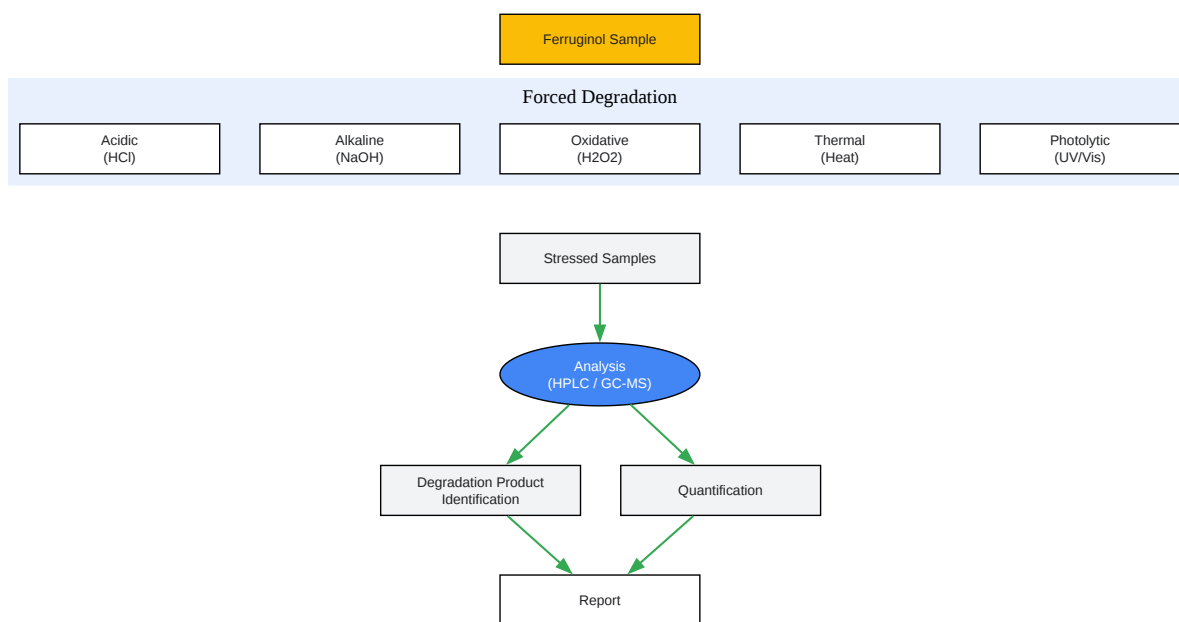 Ferruginol Sample
Forced Degradation
Acidic
(HCl)
Alkaline
(NaOH)
Oxidative
(H2O2)
Thermal
(Heat)
Photolytic
(UV/Vis)
Stressed Samples
Analysis
(HPLC / GC-MS)
Degradation Product
Identification
Quantification
Report